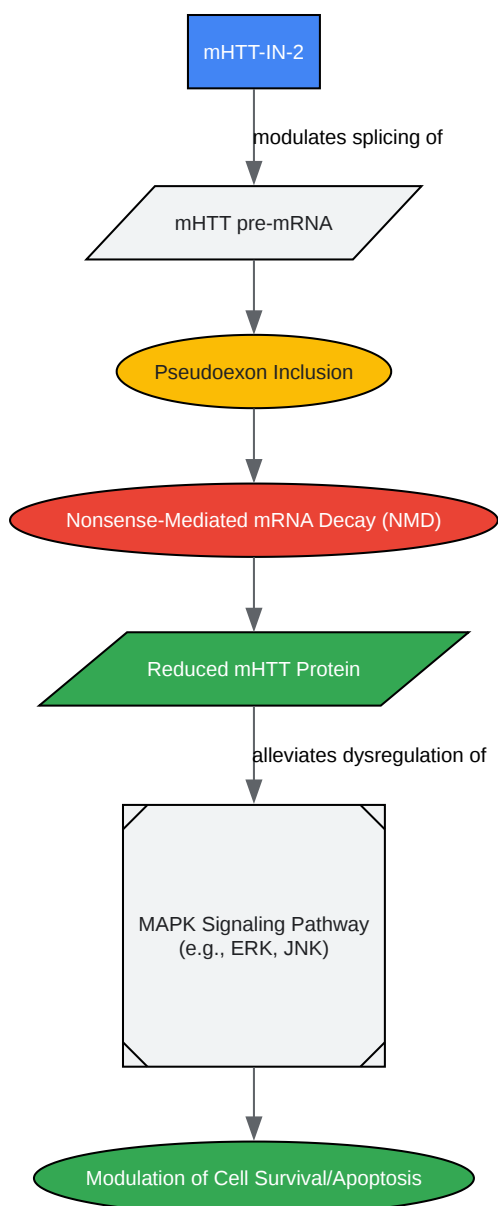 mHTT-IN-2
modulates splicing of
mHTT pre-mRNA
Pseudoexon Inclusion
Nonsense-Mediated mRNA Decay (NMD)
Reduced mHTT Protein
alleviates dysregulation of
MAPK Signaling Pathway
(e.g., ERK, JNK)
Modulation of Cell Survival/Apoptosis